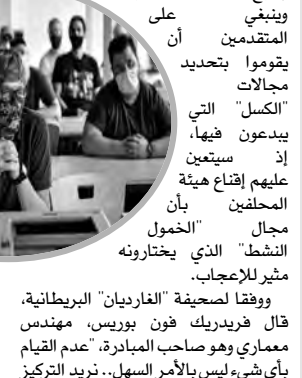 وينبغي على
المتقدمين أن
يقوموا بتحديد
مجالات
"الكسل" التي
يبدعون فيها،
إذ سيتعين
عليهم إقناع هيئة
المحلفين بأن
مجال "الخمول
النشط" الذي يختارونه
مثير للإعجاب.
ووفقا لصحيفة "الغارديان" البريطانية،
قال فريدريك فون بوريس، مهندس
معماري وهو صاحب المبادرة، "عدم القيام
بأي شيء ليس بالأمر السهل.. نريد التركيز